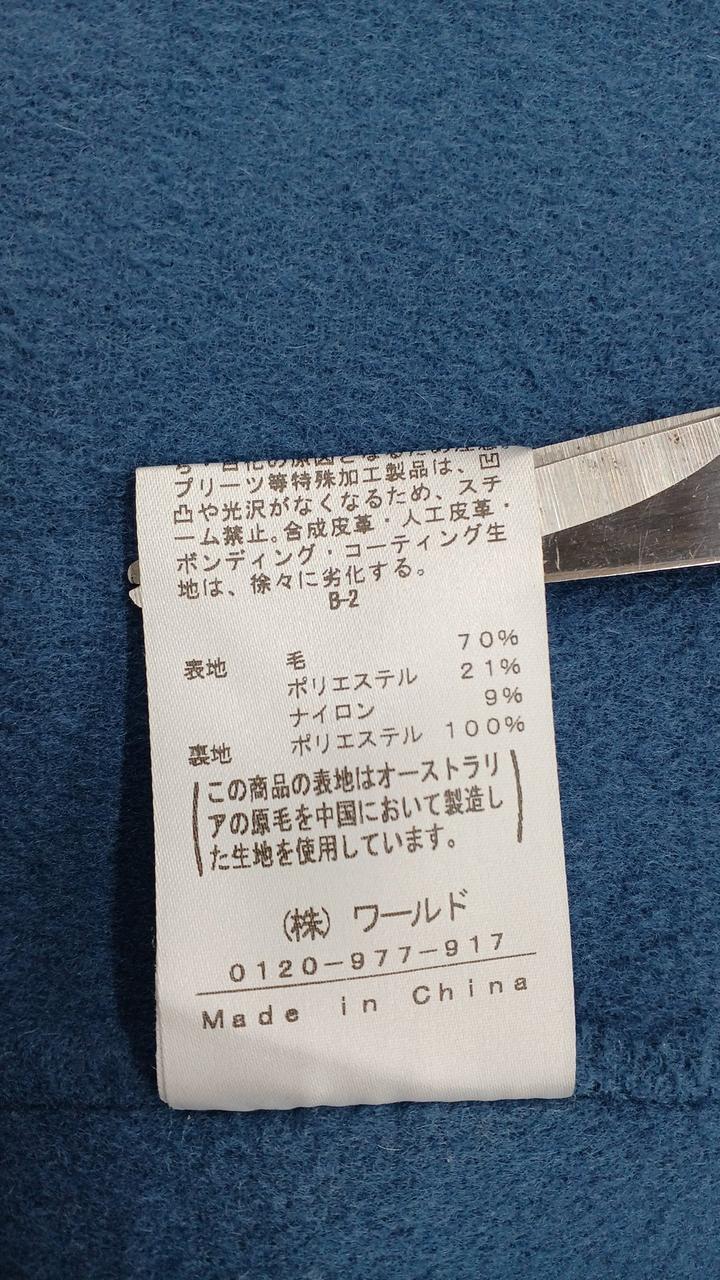 プリーツ等特殊加工製品は、凹
凸や光沢がなくなるため、スチ
ーム禁止。合成皮革・人工皮革・
ボンディング・コーティング生
地は、徐々に劣化する。
B-2
表地 毛 70%
ポリエステル 21%
ナイロン 9%
裏地 ポリエステル 100%
この商品の表地はオーストラリ
アの原毛を中国において製造し
た生地を使用しています。
(株) ワールド
0120-977-917
Made in China